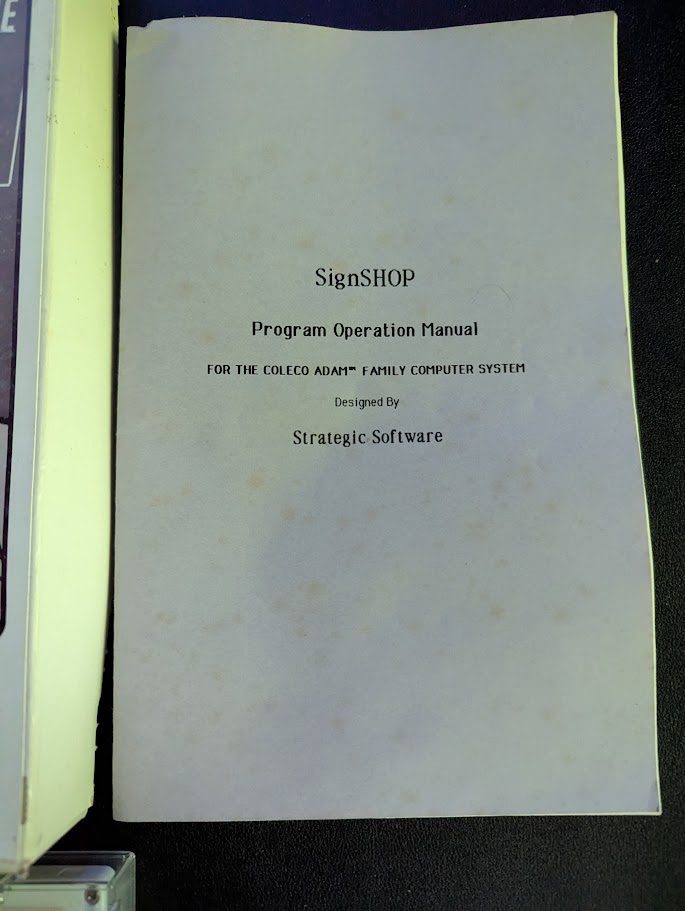 SignSHOP
Program Operation Manual
FOR THE COLECO ADAM™ FAMILY COMPUTER SYSTEM
Designed By
Strategic Software